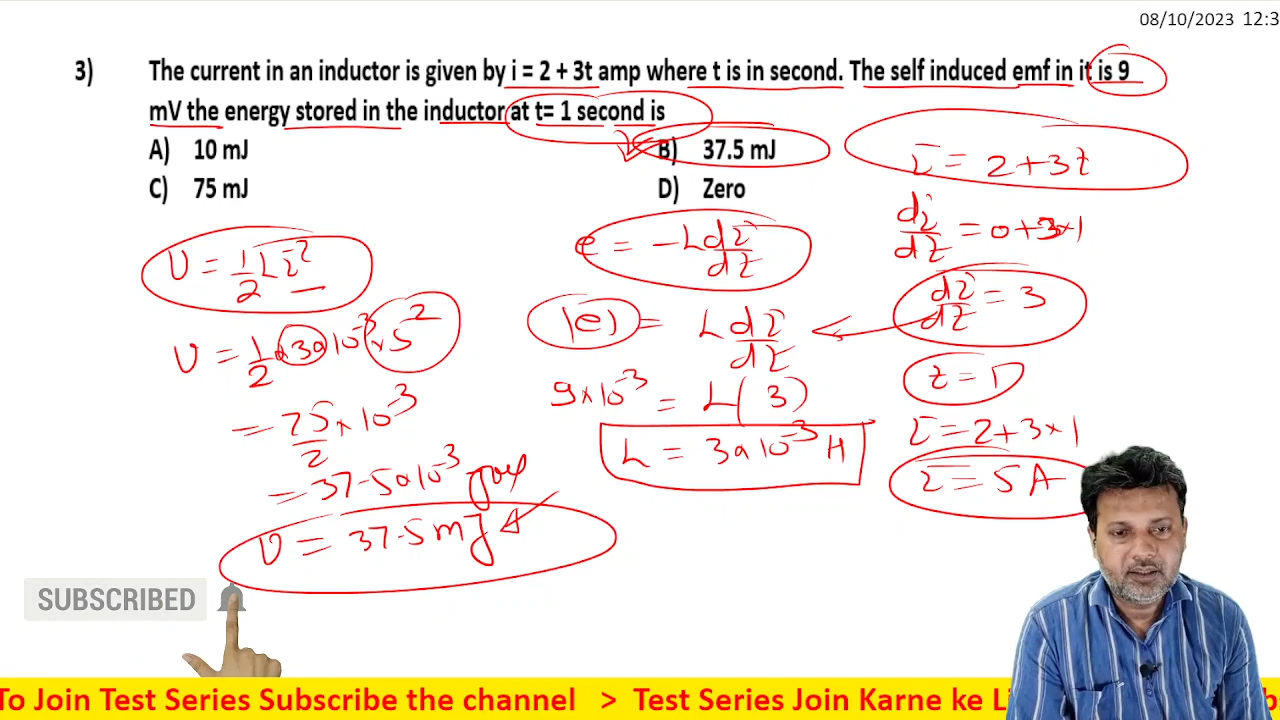 08/10/2023 12:3
3) The current in an inductor is given by i = 2 + 3t amp where t is in second. The self induced emf in it is 9
mV the energy stored in the inductor at t= 1 second is
A) 10 mJ B) 37.5 mJ
C) 75 mJ D) Zero
i = 2 + 3t
di/dt = 0 + 3×1
di/dt = 3
t = 1
i = 2 + 3 × 1
i = 5 A
e = -L di/dt
|e| = L di/dt
9 × 10⁻³ = L(3)
L = 3 × 10⁻³ H
U = 1/2 Li²
U = 1/2 × 3 × 10⁻³ × 5²
= 75/2 × 10⁻³
= 37.5 × 10⁻³ joule
U = 37.5 mJ
SUBSCRIBED
To Join Test Series Subscribe the channel > Test Series Join Karne ke Li
b